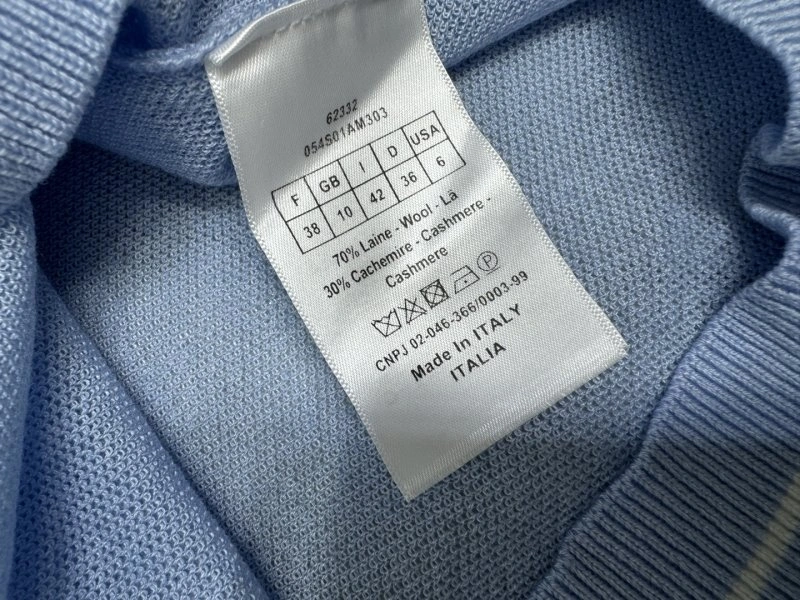 62332
054S01AM303
F GB I D USA
38 10 42 36 6
70% Laine - Wool - Lã
30% Cachemire - Cashmere -
Cashmere
P
CNPJ 02-046-366/0003-99
Made In ITALY
ITALIA